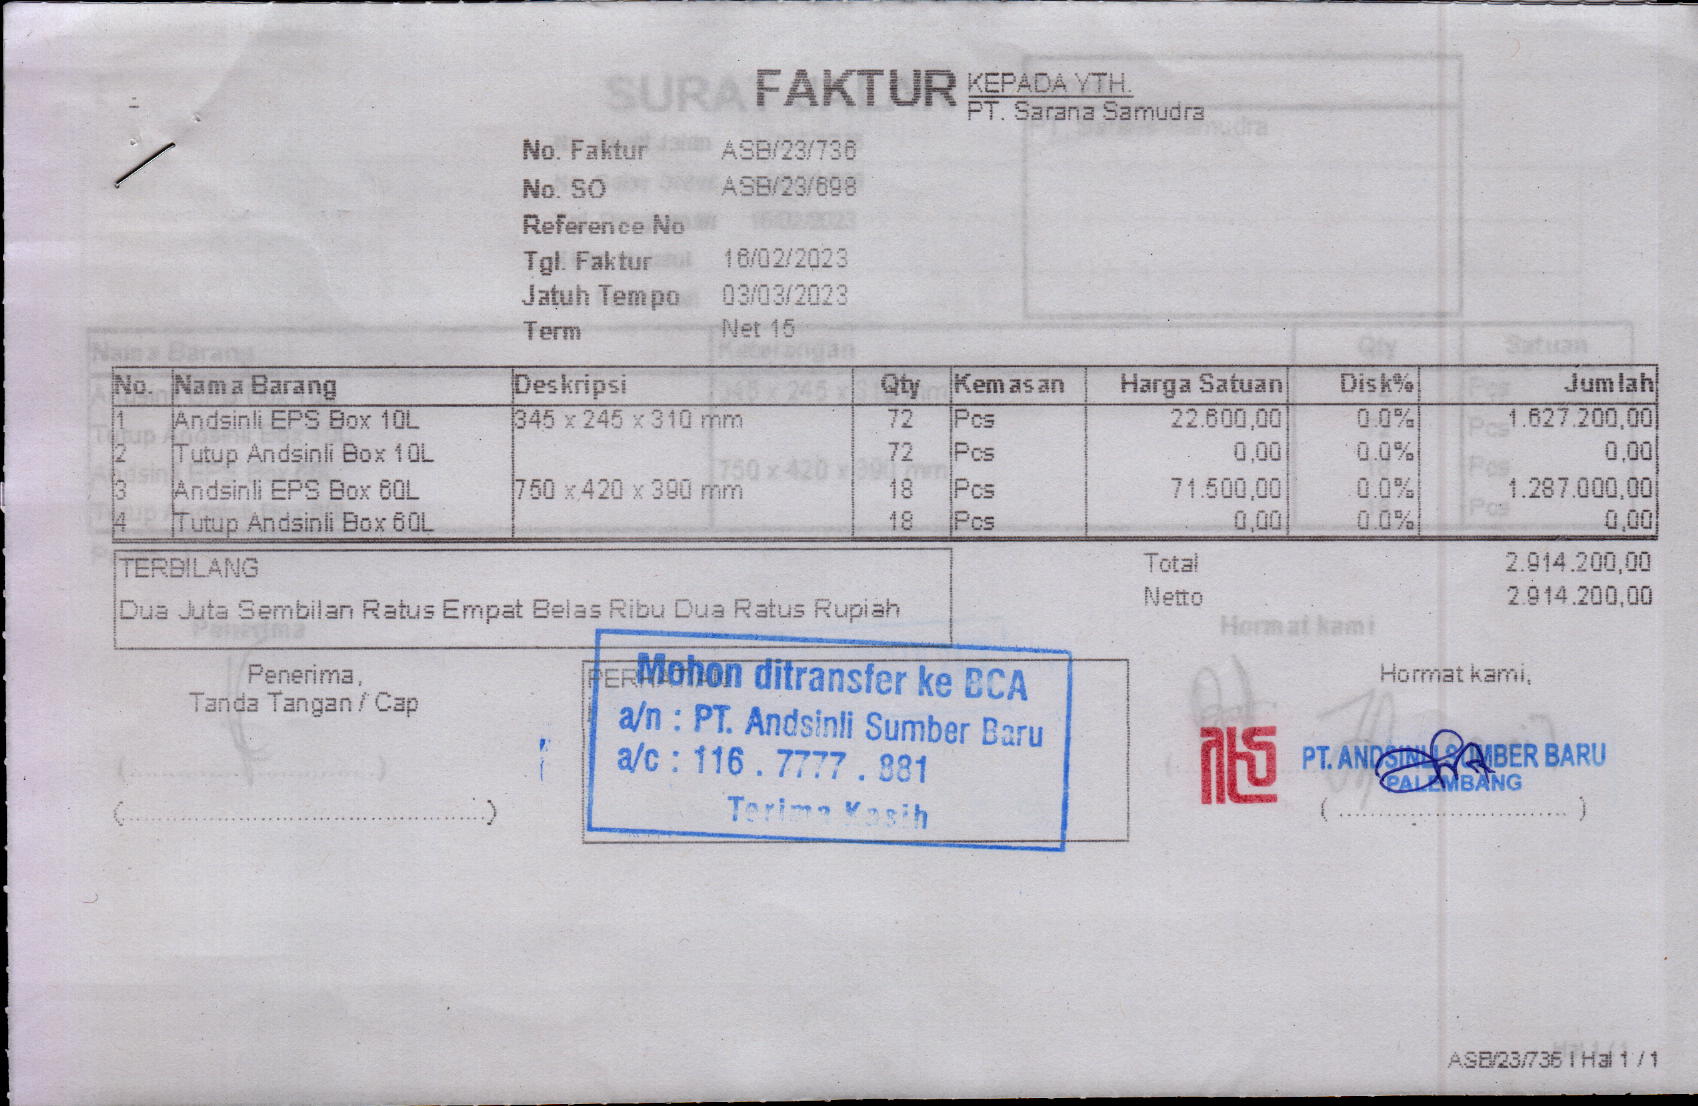 FAKTUR
KEPADA YTH.
PT. Sarana Samudra
No. Faktur ASB/23/736
No. SO ASB/23/698
Reference No
Tgl. Faktur 16/02/2023
Jatuh Tempo 03/03/2023
Term Net 15
No. Nama Barang Deskripsi Qty Kemasan Harga Satuan Disk% Jumlah
1 Andsinli EPS Box 10L 345 x 245 x 310 mm 72 Pcs 22.600,00 0.0% 1.627.200,00
2 Tutup Andsinli Box 10L 72 Pcs 0,00 0.0% 0,00
3 Andsinli EPS Box 60L 750 x 420 x 390 mm 18 Pcs 71.500,00 0.0% 1.287.000,00
4 Tutup Andsinli Box 60L 18 Pcs 0,00 0.0% 0,00
TERBILANG
Dua Juta Sembilan Ratus Empat Belas Ribu Dua Ratus Rupiah
Total 2.914.200,00
Netto 2.914.200,00
Penerima,
Tanda Tangan / Cap
Mohon ditransfer ke BCA
a/n : PT. Andsinli Sumber Baru
a/c : 116 . 7777 . 881
Terima Kasih
Hormat kami,
PT. ANDSINLI SUMBER BARU
PALEMBANG
ASB/23/736 | Hal 1 / 1